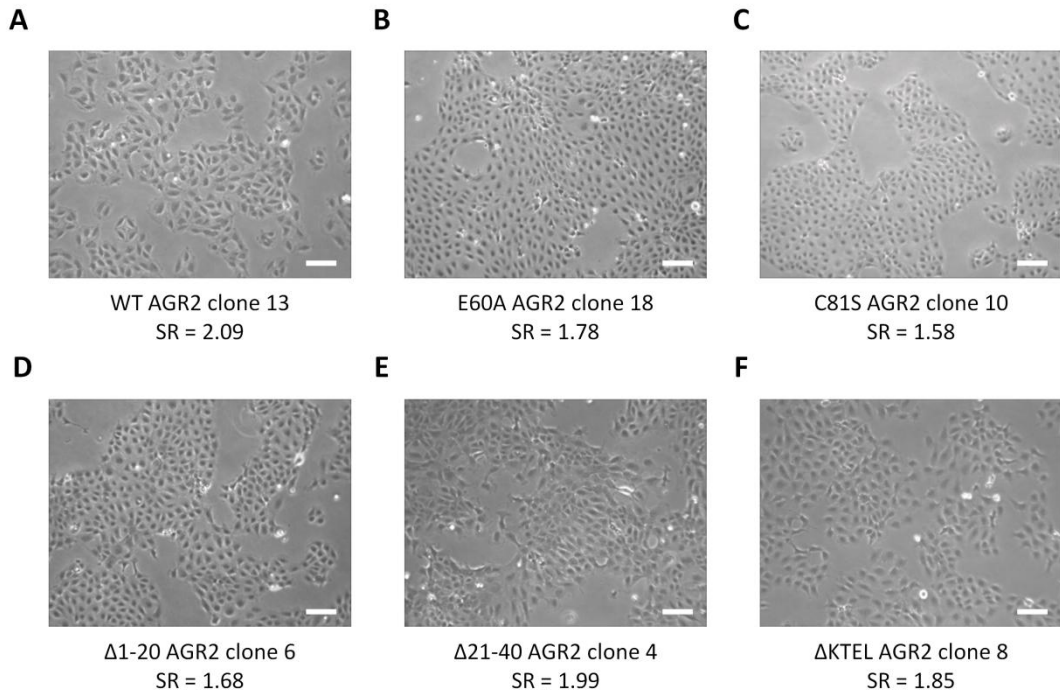 A
B
C
WT AGR2 clone 13
SR = 2.09
E60A AGR2 clone 18
SR = 1.78
C81S AGR2 clone 10
SR = 1.58
D
E
F
Δ1-20 AGR2 clone 6
SR = 1.68
Δ21-40 AGR2 clone 4
SR = 1.99
ΔKTEL AGR2 clone 8
SR = 1.85